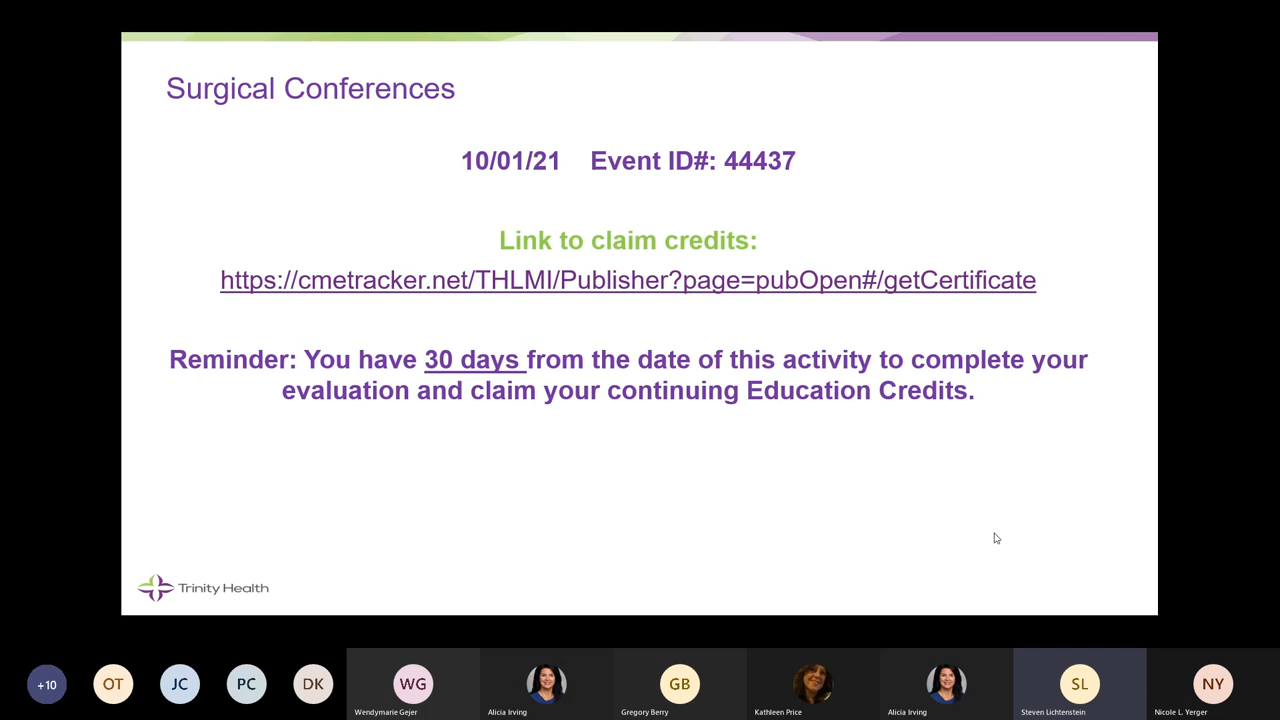 Surgical Conferences
10/01/21 Event ID#: 44437
Link to claim credits:
https://cmetracker.net/THLMI/Publisher?page=pubOpen#/getCertificate
Reminder: You have 30 days from the date of this activity to complete your
evaluation and claim your continuing Education Credits.
Trinity Health
+10 OT JC PC DK WG GB SL NY
Wendymarie Gejer Alicia Irving Gregory Berry Kathleen Price Alicia Irving Steven Lichtenstein Nicole L. Yerger